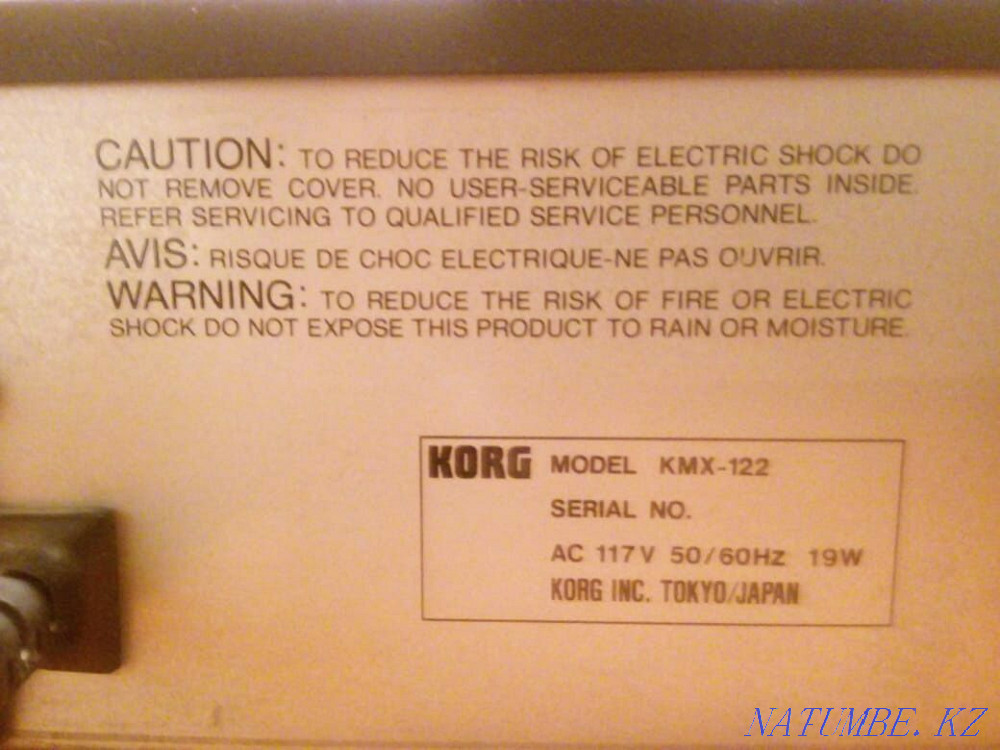 CAUTION: TO REDUCE THE RISK OF ELECTRIC SHOCK DO
NOT REMOVE COVER. NO USER-SERVICEABLE PARTS INSIDE.
REFER SERVICING TO QUALIFIED SERVICE PERSONNEL.
AVIS: RISQUE DE CHOC ELECTRIQUE-NE PAS OUVRIR.
WARNING: TO REDUCE THE RISK OF FIRE OR ELECTRIC
SHOCK DO NOT EXPOSE THIS PRODUCT TO RAIN OR MOISTURE.
KORG MODEL KMX-122
SERIAL NO.
AC 117V 50/60Hz 19W
KORG INC. TOKYO/JAPAN
NATUMBE.KZ